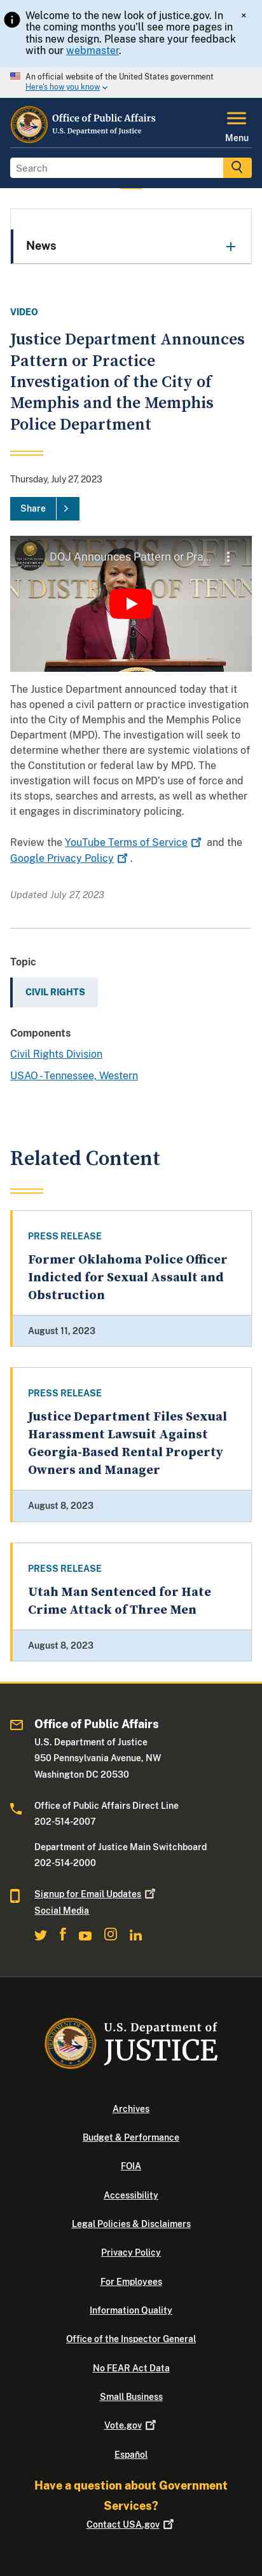 Welcome to the new look of justice.gov. In
the coming months you'll see more pages in
this new design. Please share your feedback
with our webmaster.
×
An official website of the United States government
Here's how you know
Office of Public Affairs
U.S. Department of Justice
Menu
Search
News
VIDEO
Justice Department Announces
Pattern or Practice
Investigation of the City of
Memphis and the Memphis
Police Department
Thursday, July 27, 2023
Share
DOJ Announces Pattern or Pra...
The Justice Department announced today that it
has opened a civil pattern or practice investigation
into the City of Memphis and the Memphis Police
Department (MPD). The investigation will seek to
determine whether there are systemic violations of
the Constitution or federal law by MPD. The
investigation will focus on MPD's use of force and
its stops, searches and arrests, as well as whether
it engages in discriminatory policing.
Review the YouTube Terms of Service and the
Google Privacy Policy .
Updated July 27, 2023
Topic
CIVIL RIGHTS
Components
Civil Rights Division
USAO - Tennessee, Western
Related Content
PRESS RELEASE
Former Oklahoma Police Officer
Indicted for Sexual Assault and
Obstruction
August 11, 2023
PRESS RELEASE
Justice Department Files Sexual
Harassment Lawsuit Against
Georgia-Based Rental Property
Owners and Manager
August 8, 2023
PRESS RELEASE
Utah Man Sentenced for Hate
Crime Attack of Three Men
August 8, 2023
Office of Public Affairs
U.S. Department of Justice
950 Pennsylvania Avenue, NW
Washington DC 20530
Office of Public Affairs Direct Line
202-514-2007
Department of Justice Main Switchboard
202-514-2000
Signup for Email Updates
Social Media
U.S. Department of
JUSTICE
Archives
Budget & Performance
FOIA
Accessibility
Legal Policies & Disclaimers
Privacy Policy
For Employees
Information Quality
Office of the Inspector General
No FEAR Act Data
Small Business
Vote.gov
Español
Have a question about Government
Services?
Contact USA.gov